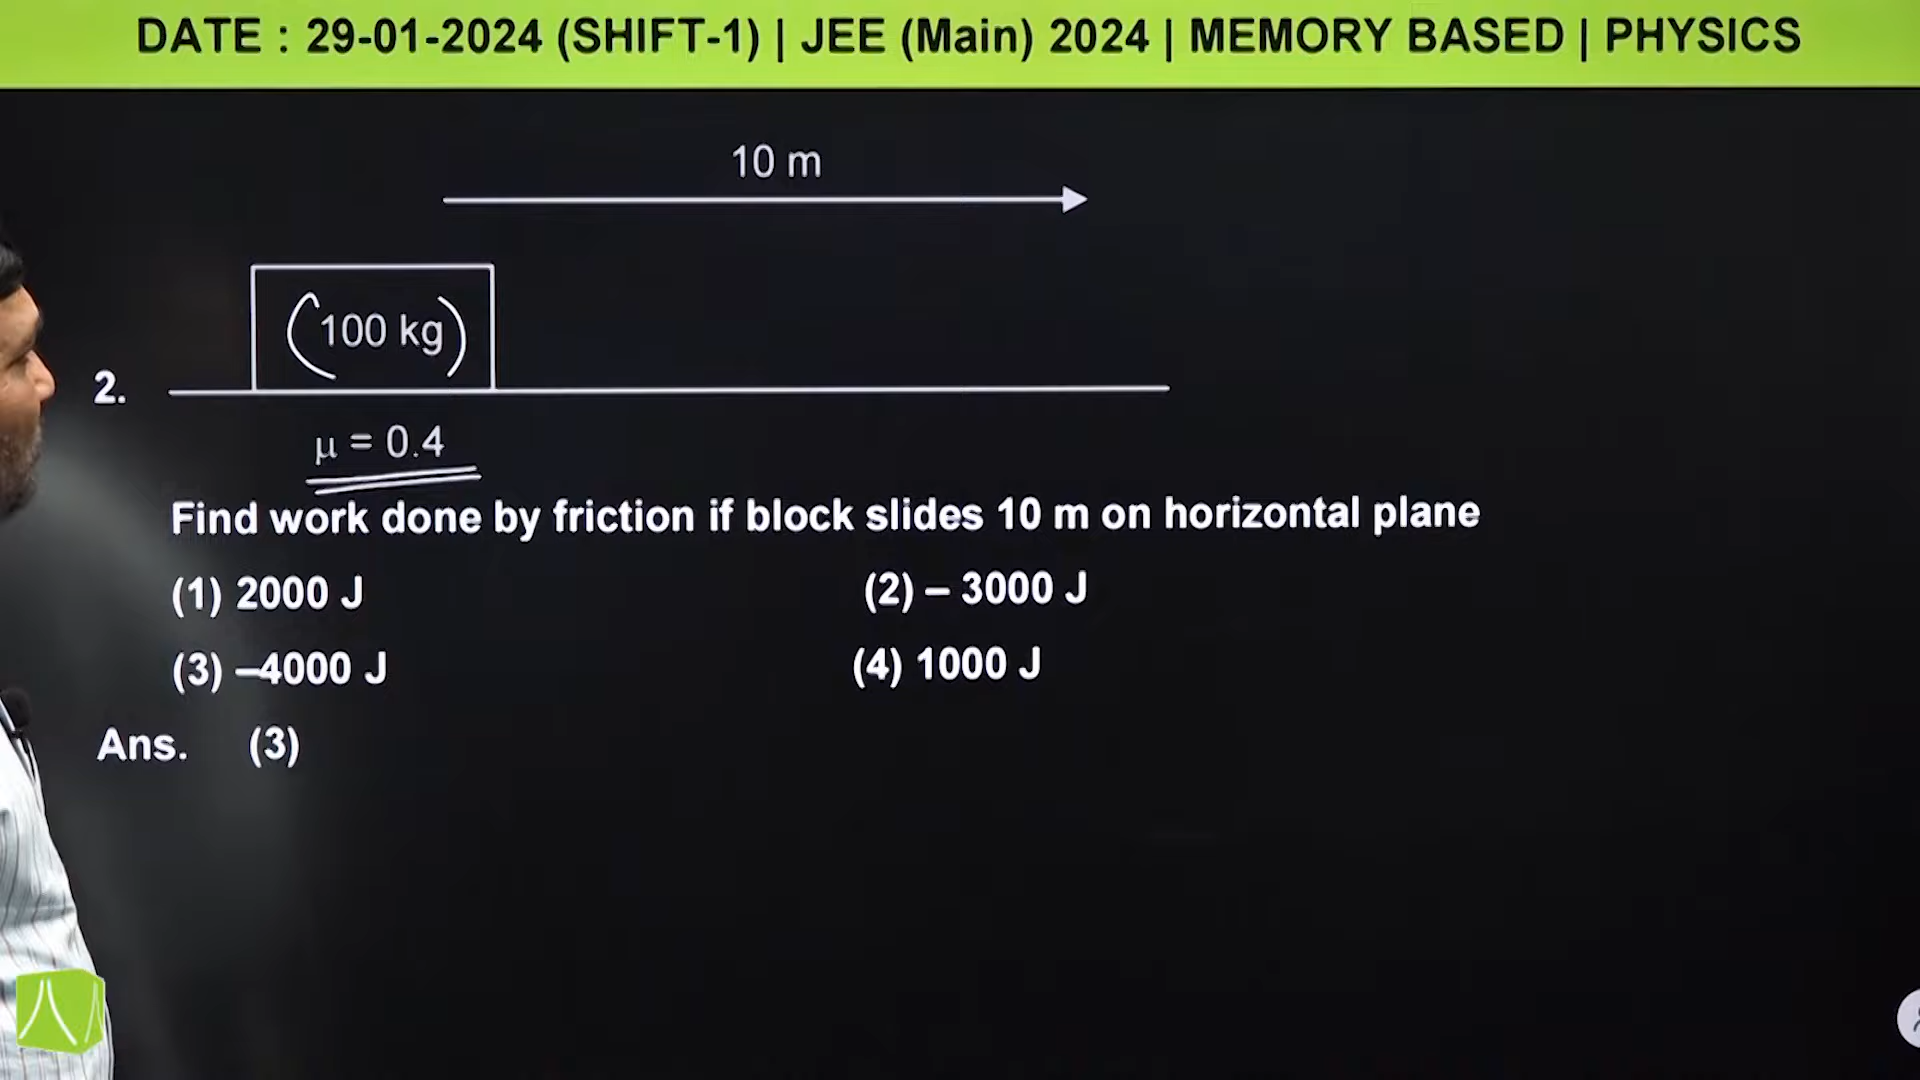 DATE : 29-01-2024 (SHIFT-1) | JEE (Main) 2024 | MEMORY BASED | PHYSICS
10 m
(100 kg)
2.
μ = 0.4
Find work done by friction if block slides 10 m on horizontal plane
(1) 2000 J (2) – 3000 J
(3) –4000 J (4) 1000 J
Ans. (3)